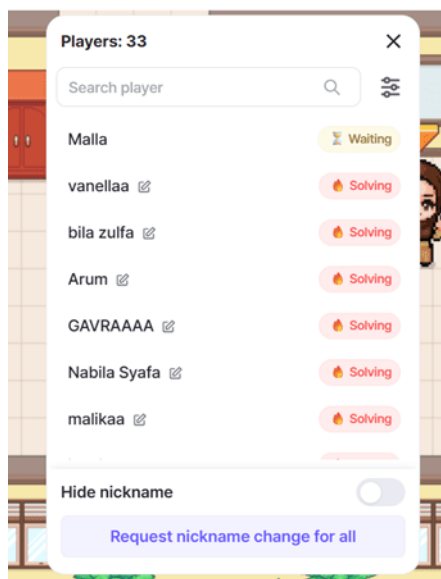 Players: 33
Search player
Malla
Waiting
vanellaa
Solving
bila zulfa
Solving
Arum
Solving
GAVRAAAA
Solving
Nabila Syafa
Solving
malikaa
Solving
Hide nickname
Request nickname change for all